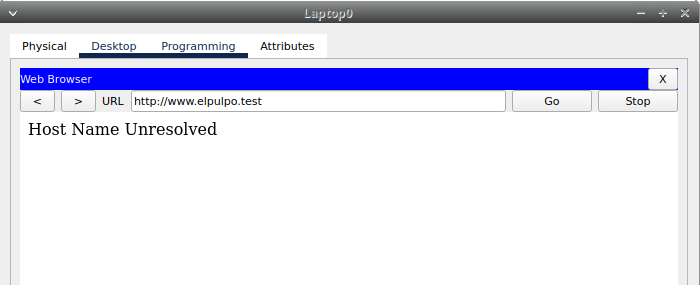 Laptop0
Physical Desktop Programming Attributes
Web Browser X
< > URL http://www.elpulpo.test Go Stop
Host Name Unresolved